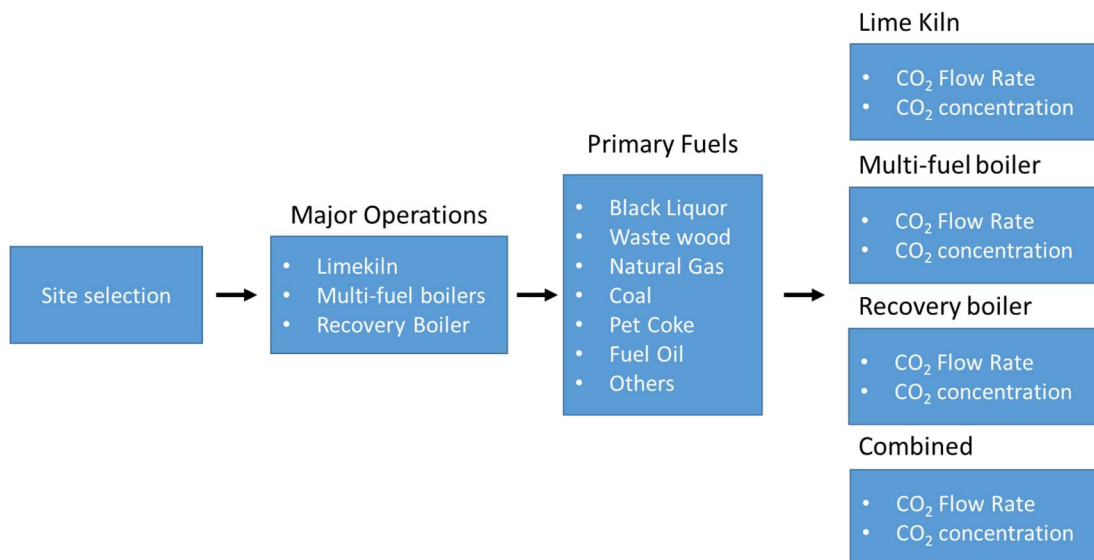 Site selection
Major Operations
• Limekiln
• Multi-fuel boilers
• Recovery Boiler
Primary Fuels
• Black Liquor
• Waste wood
• Natural Gas
• Coal
• Pet Coke
• Fuel Oil
• Others
Lime Kiln
• CO₂ Flow Rate
• CO₂ concentration
Multi-fuel boiler
• CO₂ Flow Rate
• CO₂ concentration
Recovery boiler
• CO₂ Flow Rate
• CO₂ concentration
Combined
• CO₂ Flow Rate
• CO₂ concentration